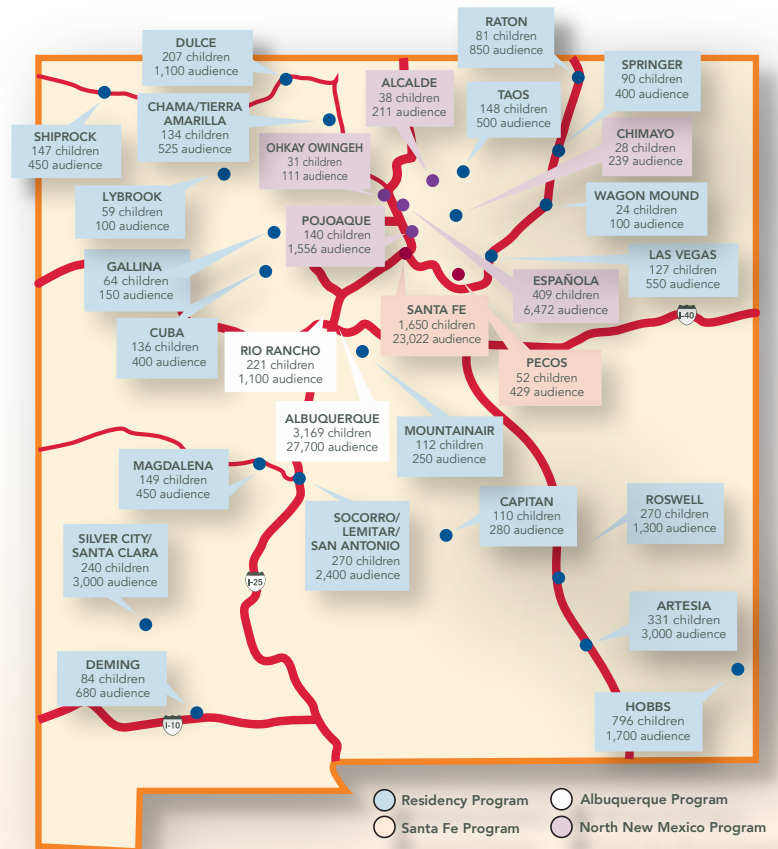 RATON
81 children
850 audience
DULCE
207 children
1,100 audience
SPRINGER
90 children
400 audience
ALCALDE
38 children
211 audience
TAOS
148 children
500 audience
CHAMA/TIERRA
AMARILLA
134 children
525 audience
SHIPROCK
147 children
450 audience
CHIMAYO
28 children
239 audience
OHKAY OWINGEH
31 children
111 audience
LYBROOK
59 children
100 audience
WAGON MOUND
24 children
100 audience
POJOAQUE
140 children
1,556 audience
LAS VEGAS
127 children
550 audience
GALLINA
64 children
150 audience
ESPAÑOLA
409 children
6,472 audience
SANTA FE
1,650 children
23,022 audience
I-40
CUBA
136 children
400 audience
RIO RANCHO
221 children
1,100 audience
PECOS
52 children
429 audience
ALBUQUERQUE
3,169 children
27,700 audience
MOUNTAINAIR
112 children
250 audience
MAGDALENA
149 children
450 audience
CAPITAN
110 children
280 audience
ROSWELL
270 children
1,300 audience
SOCORRO/
LEMITAR/
SAN ANTONIO
270 children
2,400 audience
SILVER CITY/
SANTA CLARA
240 children
3,000 audience
I-25
ARTESIA
331 children
3,000 audience
DEMING
84 children
680 audience
HOBBS
796 children
1,700 audience
I-10
Residency Program
Albuquerque Program
Santa Fe Program
North New Mexico Program